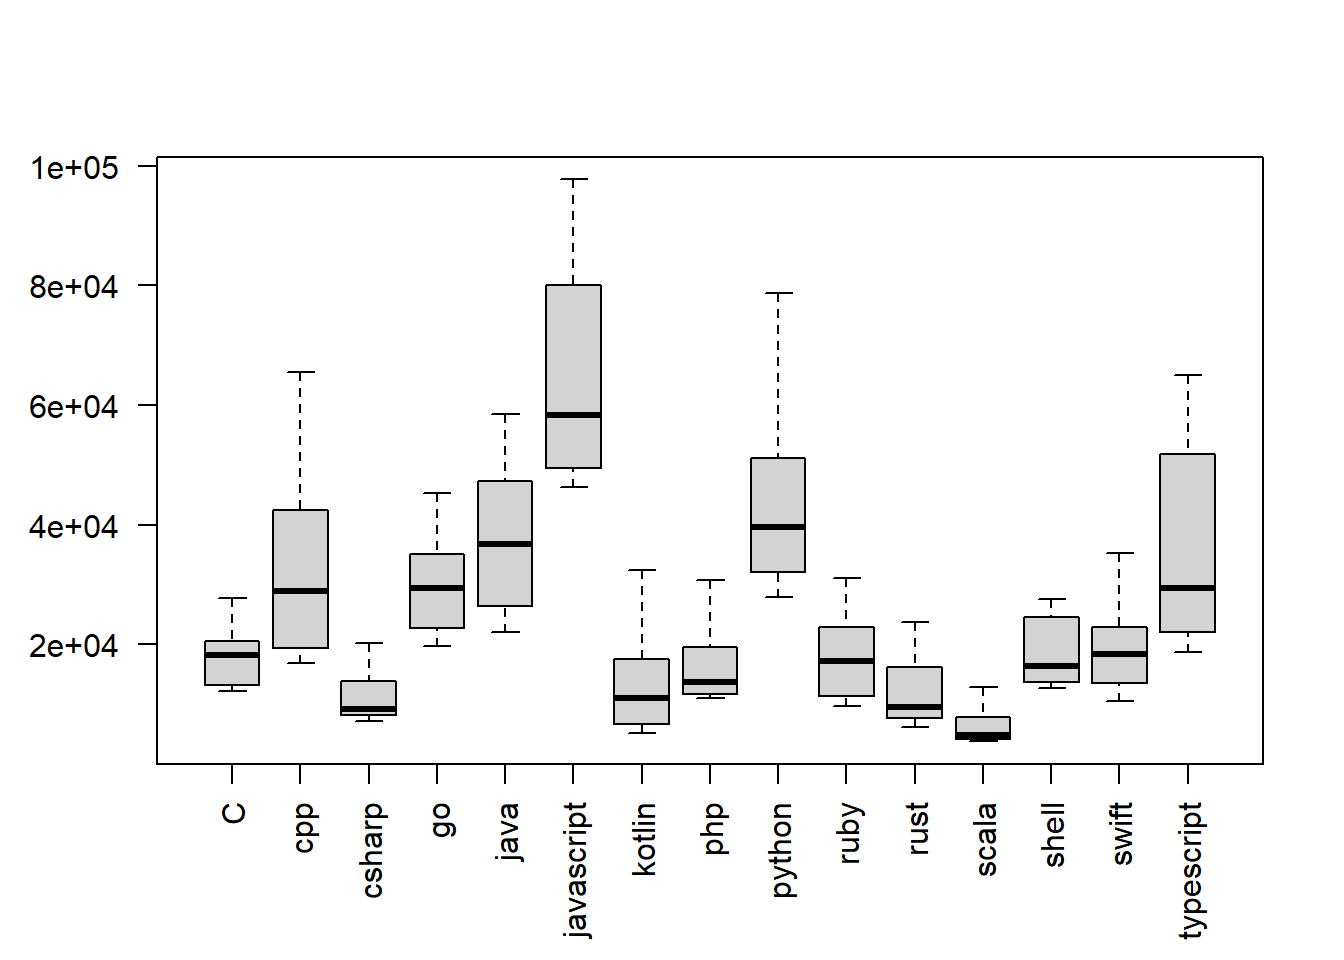 1e+05
8e+04
6e+04
4e+04
2e+04
C
cpp
csharp
go
java
javascript
kotlin
php
python
ruby
rust
scala
shell
swift
typescript